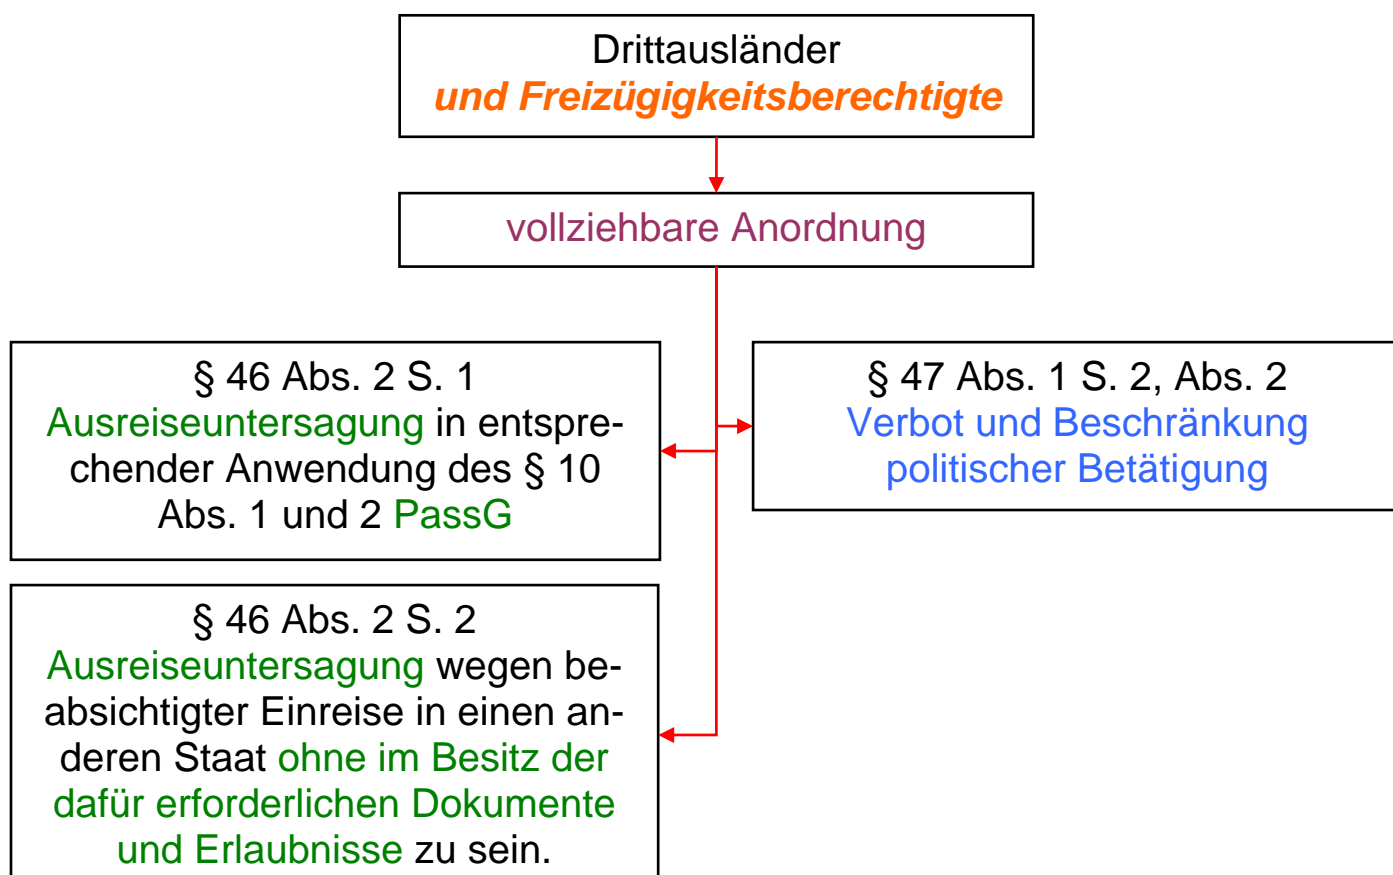 Drittausländer
und Freizügigkeitsberechtigte
vollziehbare Anordnung
§ 46 Abs. 2 S. 1
Ausreiseuntersagung in entspre-
chender Anwendung des § 10
Abs. 1 und 2 PassG
§ 47 Abs. 1 S. 2, Abs. 2
Verbot und Beschränkung
politischer Betätigung
§ 46 Abs. 2 S. 2
Ausreiseuntersagung wegen be-
absichtigter Einreise in einen an-
deren Staat ohne im Besitz der
dafür erforderlichen Dokumente
und Erlaubnisse zu sein.